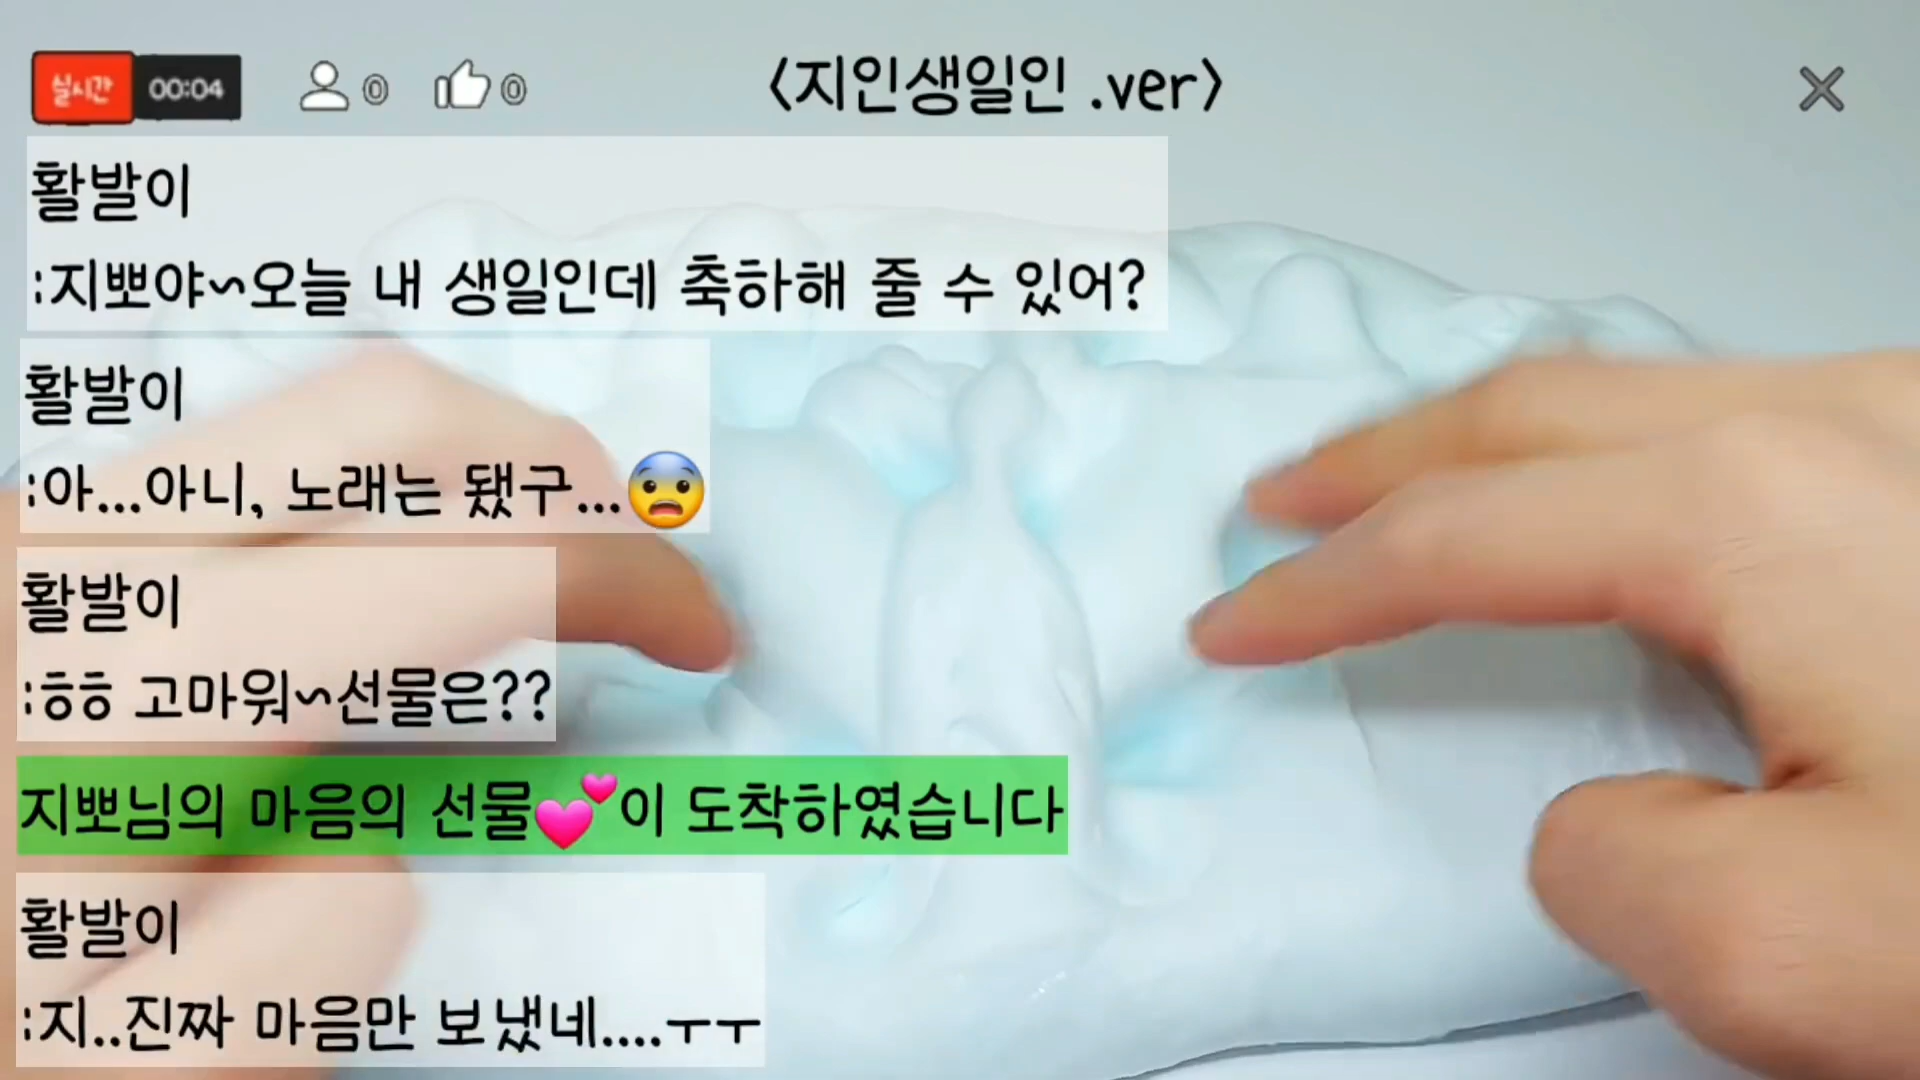 실시간 00:04 0 0 <지인생일인 .ver>
활발이
:지뽀야~오늘 내 생일인데 축하해 줄 수 있어?
활발이
:아...아니, 노래는 됐구...😨
활발이
:ㅎㅎ 고마워~선물은??
지뽀님의 마음의 선물💕이 도착하였습니다
활발이
:지..진짜 마음만 보냈네....ㅜㅜ